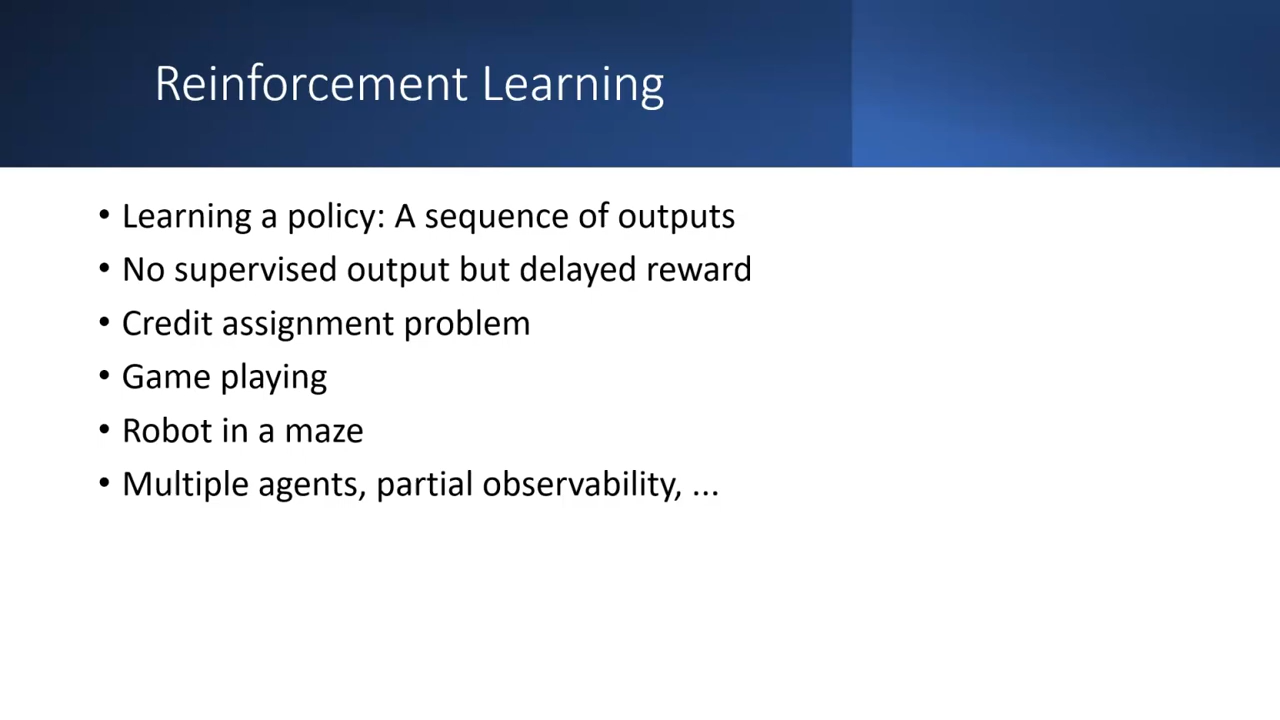 Reinforcement Learning
• Learning a policy: A sequence of outputs
• No supervised output but delayed reward
• Credit assignment problem
• Game playing
• Robot in a maze
• Multiple agents, partial observability, ...